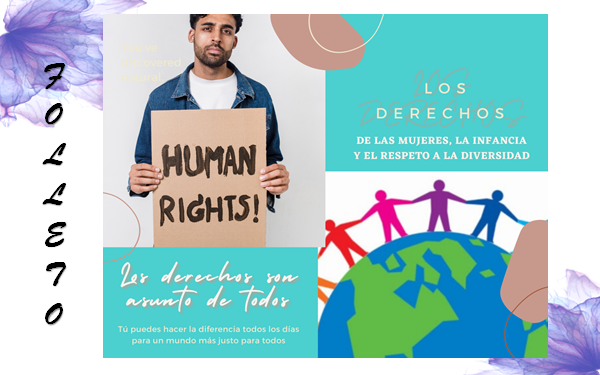 FOLLETO
HUMAN
RIGHTS!
Los derechos son
asunto de todos
Tú puedes hacer la diferencia todos los días
para un mundo más justo para todos
LOS
DERECHOS
DE LAS MUJERES, LA INFANCIA
Y EL RESPETO A LA DIVERSIDAD